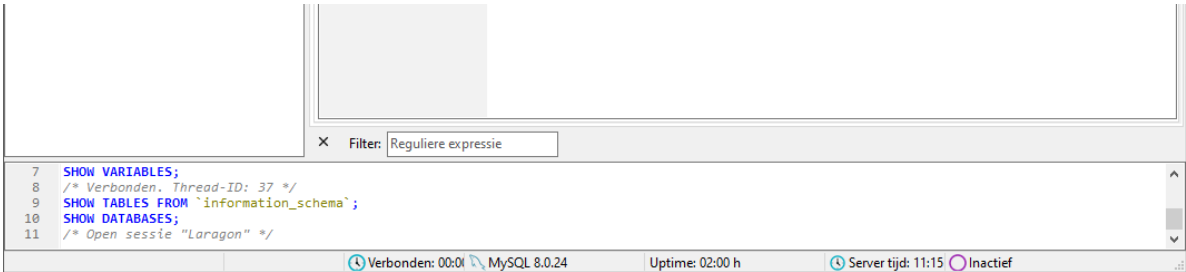 Filter: Reguliere expressie
7 SHOW VARIABLES;
8 /* Verbonden. Thread-ID: 37 */
9 SHOW TABLES FROM `information_schema`;
10 SHOW DATABASES;
11 /* Open sessie "Laragon" */
Verbonden: 00:0 MySQL 8.0.24 Uptime: 02:00 h Server tijd: 11:15 Inactief